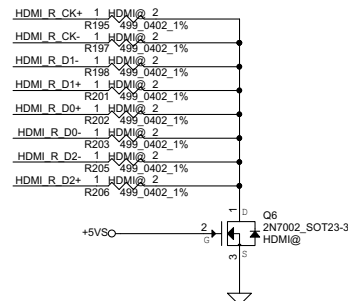 HDMI_R_CK+ 1 HDMI@ 2
R195 499_0402_1%
HDMI_R_CK- 1 HDMI@ 2
R197 499_0402_1%
HDMI_R_D1- 1 HDMI@ 2
R198 499_0402_1%
HDMI_R_D1+ 1 HDMI@ 2
R201 499_0402_1%
HDMI_R_D0+ 1 HDMI@ 2
R202 499_0402_1%
HDMI_R_D0- 1 HDMI@ 2
R203 499_0402_1%
HDMI_R_D2- 1 HDMI@ 2
R205 499_0402_1%
HDMI_R_D2+ 1 HDMI@ 2
R206 499_0402_1%
1 D
Q6
+5VS 2 G
2N7002_SOT23-3
HDMI@
3 S